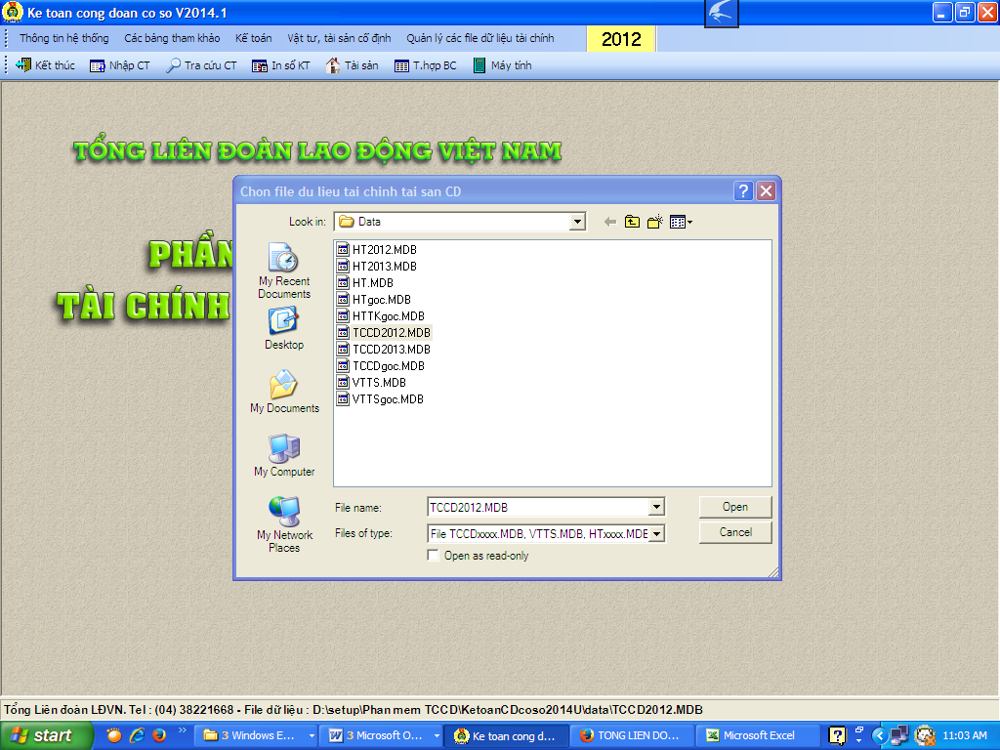 Ke toan cong doan co so V2014.1
Thông tin hệ thống Các bảng tham khảo Kế toán Vật tư, tài sản cố định Quản lý các file dữ liệu tài chính 2012
Kết thúc Nhập CT Tra cứu CT In sổ KT Tài sản T.hợp BC Máy tính
TỔNG LIÊN ĐOÀN LAO ĐỘNG VIỆT NAM
PHẦN
TÀI CHÍNH
Chon file du lieu tai chinh tai san CD
Look in: Data
My Recent Documents
Desktop
My Documents
My Computer
My Network Places
HT2012.MDB
HT2013.MDB
HT.MDB
HTgoc.MDB
HTTKgoc.MDB
TCCD2012.MDB
TCCD2013.MDB
TCCDgoc.MDB
VTTS.MDB
VTTSgoc.MDB
File name: TCCD2012.MDB Open
Files of type: File TCCDxxxx.MDB, VTTS.MDB, HTxxxx.MDB Cancel
Open as read-only
Tổng Liên đoàn LĐVN. Tel : (04) 38221668 - File dữ liệu : D:\setup\Phan mem TCCD\KetoanCDcoso2014U\data\TCCD2012.MDB
start 3 Windows E... 3 Microsoft O... Ke toan cong d... TONG LIEN DO... Microsoft Excel 11:03 AM